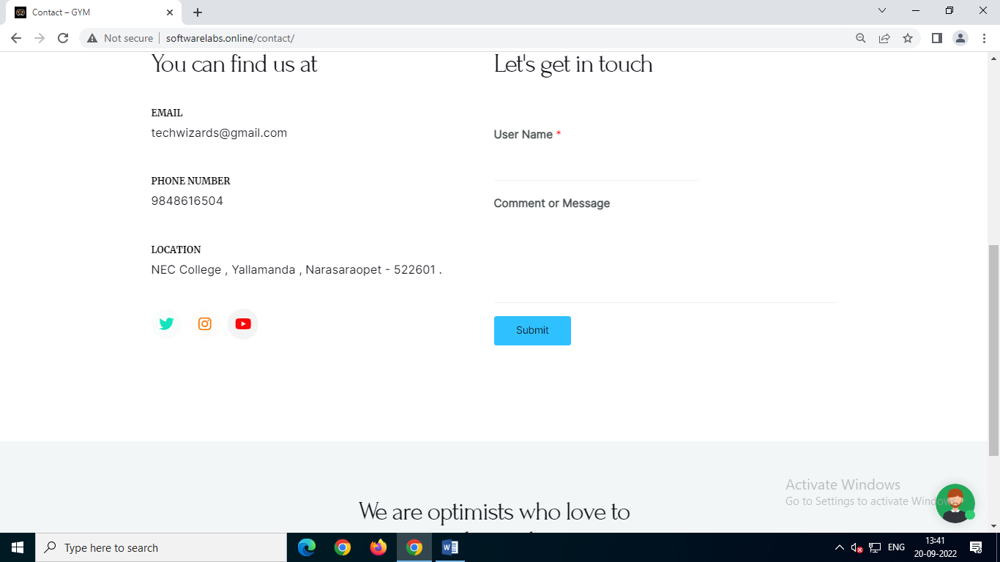 Contact – GYM
Not secure
softwarelabs.online/contact/
You can find us at
EMAIL
techwizards@gmail.com
PHONE NUMBER
9848616504
LOCATION
NEC College , Yallamanda , Narasaraopet - 522601 .
Let's get in touch
User Name *
Comment or Message
Submit
We are optimists who love to
Activate Windows
Go to Settings to activate Windows
Type here to search
W
ENG
13:41
20-09-2022